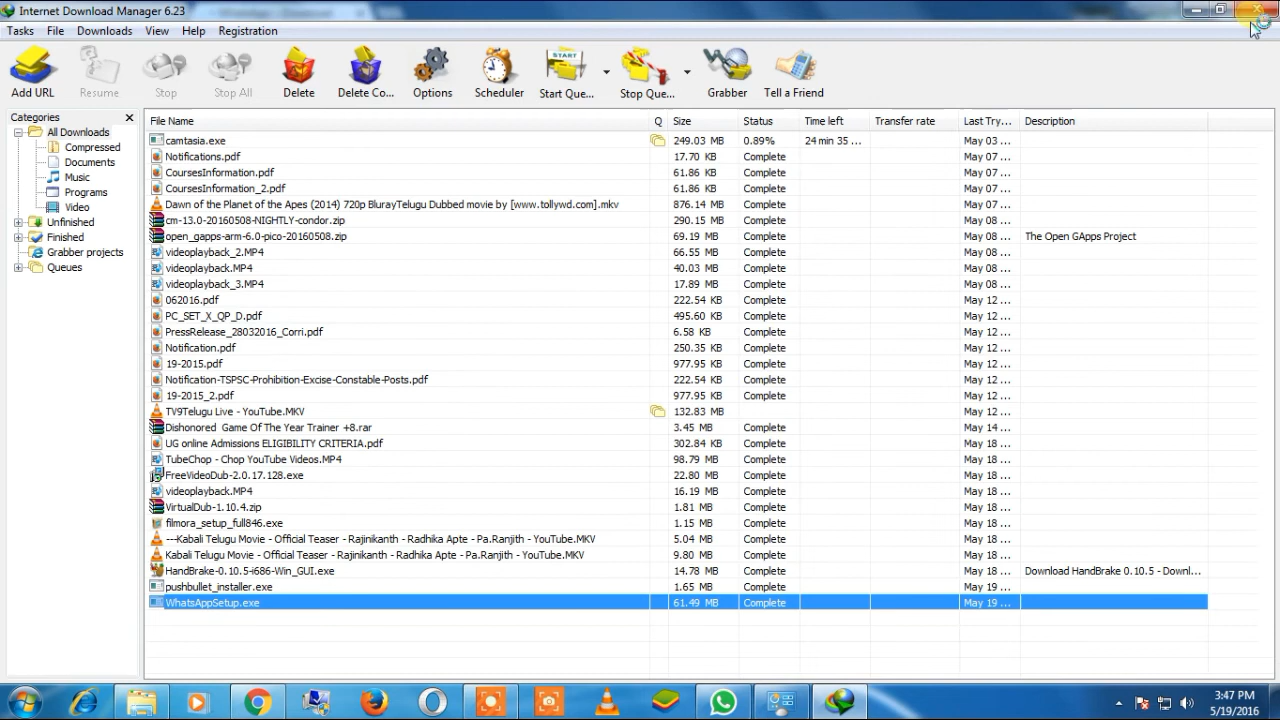 Internet Download Manager 6.23
Tasks File Downloads View Help Registration
Add URL Resume Stop Stop All Delete Delete Co... Options Scheduler Start Que... Stop Que... Grabber Tell a Friend
Categories
All Downloads
Compressed
Documents
Music
Programs
Video
Unfinished
Finished
Grabber projects
Queues
File Name Q Size Status Time left Transfer rate Last Try... Description
camtasia.exe 249.03 MB 0.89% 24 min 35 ... May 03 ...
Notifications.pdf 17.70 KB Complete May 07 ...
CoursesInformation.pdf 61.86 KB Complete May 07 ...
CoursesInformation_2.pdf 61.86 KB Complete May 07 ...
Dawn of the Planet of the Apes (2014) 720p BlurayTelugu Dubbed movie by [www.tollywd.com].mkv 876.14 MB Complete May 07 ...
cm-13.0-20160508-NIGHTLY-condor.zip 290.15 MB Complete May 08 ...
open_gapps-arm-6.0-pico-20160508.zip 69.19 MB Complete May 08 ... The Open GApps Project
videoplayback_2.MP4 66.55 MB Complete May 08 ...
videoplayback.MP4 40.03 MB Complete May 08 ...
videoplayback_3.MP4 17.89 MB Complete May 08 ...
062016.pdf 222.54 KB Complete May 12 ...
PC_SET_X_QP_D.pdf 495.60 KB Complete May 12 ...
PressRelease_28032016_Corri.pdf 6.58 KB Complete May 12 ...
Notification.pdf 250.35 KB Complete May 12 ...
19-2015.pdf 977.95 KB Complete May 12 ...
Notification-TSPSC-Prohibition-Excise-Constable-Posts.pdf 222.54 KB Complete May 12 ...
19-2015_2.pdf 977.95 KB Complete May 12 ...
TV9Telugu Live - YouTube.MKV 132.83 MB May 12 ...
Dishonored Game Of The Year Trainer +8.rar 3.45 MB Complete May 14 ...
UG online Admissions ELIGIBILITY CRITERIA.pdf 302.84 KB Complete May 18 ...
TubeChop - Chop YouTube Videos.MP4 98.79 MB Complete May 18 ...
FreeVideoDub-2.0.17.128.exe 22.80 MB Complete May 18 ...
videoplayback.MP4 16.19 MB Complete May 18 ...
VirtualDub-1.10.4.zip 1.81 MB Complete May 18 ...
filmora_setup_full846.exe 1.15 MB Complete May 18 ...
---Kabali Telugu Movie - Official Teaser - Rajinikanth - Radhika Apte - Pa.Ranjith - YouTube.MKV 5.04 MB Complete May 18 ...
Kabali Telugu Movie - Official Teaser - Rajinikanth - Radhika Apte - Pa.Ranjith - YouTube.MKV 9.80 MB Complete May 18 ...
HandBrake-0.10.5-i686-Win_GUI.exe 14.78 MB Complete May 18 ... Download HandBrake 0.10.5 - Downl...
pushbullet_installer.exe 1.65 MB Complete May 19 ...
WhatsAppSetup.exe 61.49 MB Complete May 19 ...
3:47 PM
5/19/2016